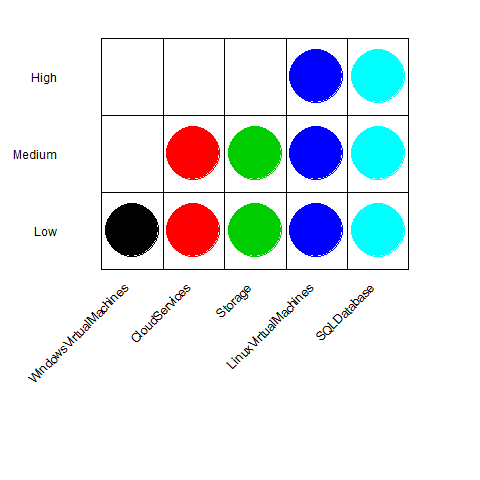 High
Medium
Low
WindowsVirtualMachines
CloudServices
Storage
LinuxVirtualMachines
SQLDatabase